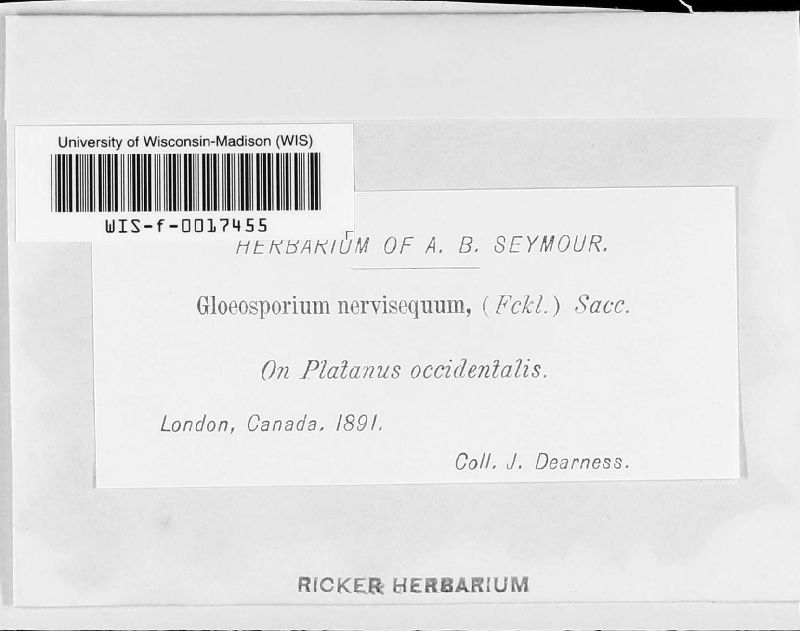 University of Wisconsin-Madison (WIS)
WIS-f-0017455
HERBARIUM OF A. B. SEYMOUR.
Gloeosporium nervisequum, (Fckl.) Sacc.
On Platanus occidentalis.
London, Canada. 1891.
Coll. J. Dearness.
RICKER HERBARIUM